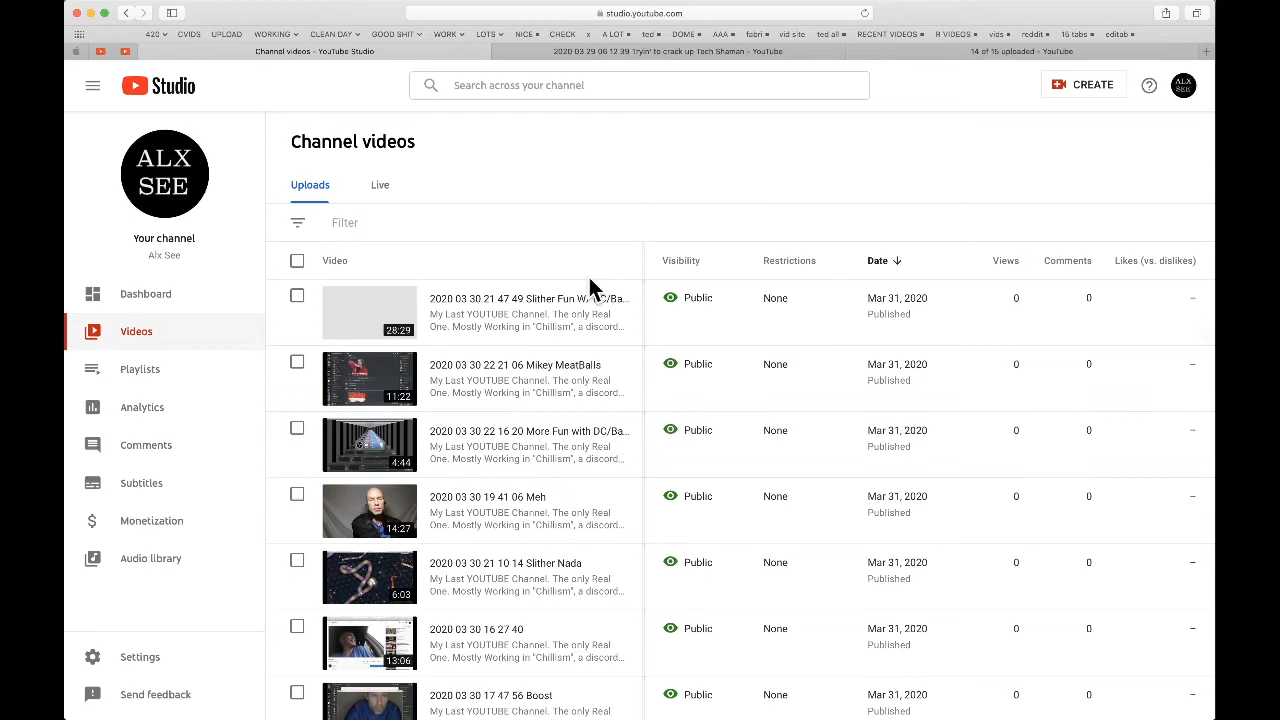 studio.youtube.com
420 CVIDS UPLOAD WORKING CLEAN DAY GOOD SHIT WORK LOTS NICE CHECK x A LOT ted DOME AAA fabri vid site ted all RECENT VIDEOS R VIDEOS vids reddit 15 tabs editab
Channel videos - YouTube Studio
2020 03 29 06 12 39 Tryin' to crack up Tech Shaman - YouTube
14 of 15 uploaded - YouTube
Studio
Search across your channel
CREATE
ALX SEE
ALX
SEE
Your channel
Alx See
Dashboard
Videos
Playlists
Analytics
Comments
Subtitles
Monetization
Audio library
Settings
Send feedback
Channel videos
Uploads Live
Filter
Video Visibility Restrictions Date Views Comments Likes (vs. dislikes)
28:29
2020 03 30 21 47 49 Slither Fun W/ DC/Ba... Public None Mar 31, 2020 0 0 –
My Last YOUTUBE Channel. The only Real Published
One. Mostly Working in "Chillism", a discord...
11:22
2020 03 30 22 21 06 Mikey MeatBalls Public None Mar 31, 2020 0 0 –
My Last YOUTUBE Channel. The only Real Published
One. Mostly Working in "Chillism", a discord...
4:44
2020 03 30 22 16 20 More Fun with DC/Ba... Public None Mar 31, 2020 0 0 –
My Last YOUTUBE Channel. The only Real Published
One. Mostly Working in "Chillism", a discord...
14:27
2020 03 30 19 41 06 Meh Public None Mar 31, 2020 0 0 –
My Last YOUTUBE Channel. The only Real Published
One. Mostly Working in "Chillism", a discord...
6:03
2020 03 30 21 10 14 Slither Nada Public None Mar 31, 2020 0 0 –
My Last YOUTUBE Channel. The only Real Published
One. Mostly Working in "Chillism", a discord...
13:06
2020 03 30 16 27 40 Public None Mar 31, 2020 0 0 –
My Last YOUTUBE Channel. The only Real Published
One. Mostly Working in "Chillism", a discord...
2020 03 30 17 47 56 Boost Public None Mar 31, 2020 0 0 –
My Last YOUTUBE Channel. The only Real Published